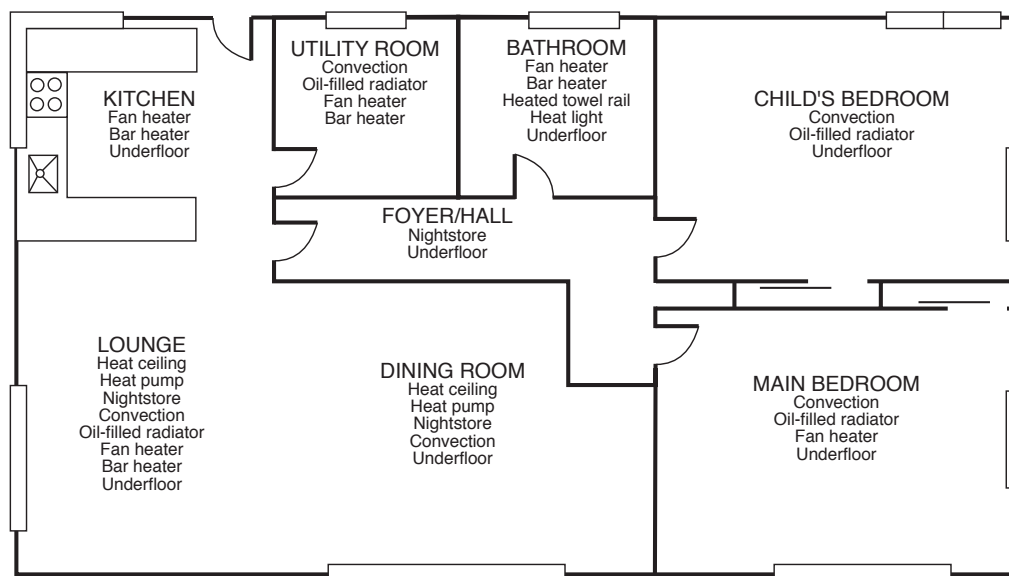 UTILITY ROOM
Convection
Oil-filled radiator
Fan heater
Bar heater
BATHROOM
Fan heater
Bar heater
Heated towel rail
Heat light
Underfloor
KITCHEN
Fan heater
Bar heater
Underfloor
CHILD'S BEDROOM
Convection
Oil-filled radiator
Underfloor
FOYER/HALL
Nightstore
Underfloor
LOUNGE
Heat ceiling
Heat pump
Nightstore
Convection
Oil-filled radiator
Fan heater
Bar heater
Underfloor
DINING ROOM
Heat ceiling
Heat pump
Nightstore
Convection
Underfloor
MAIN BEDROOM
Convection
Oil-filled radiator
Fan heater
Underfloor